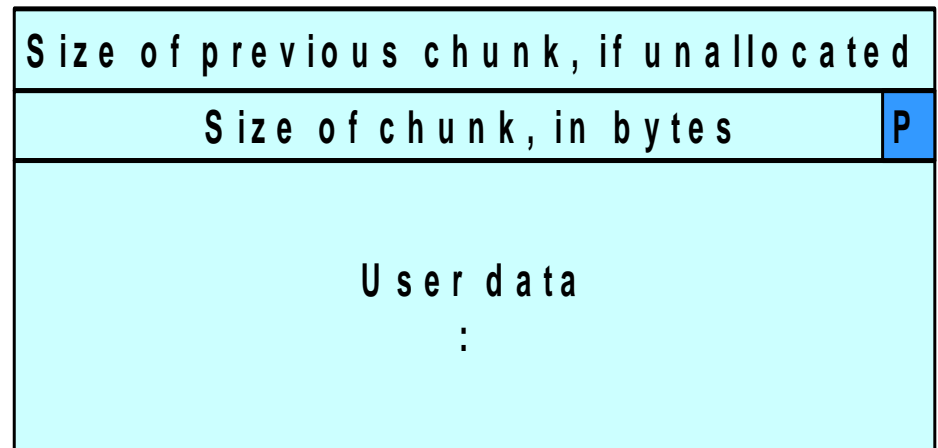 Size of previous chunk, if unallocated
Size of chunk, in bytes P
User data
: